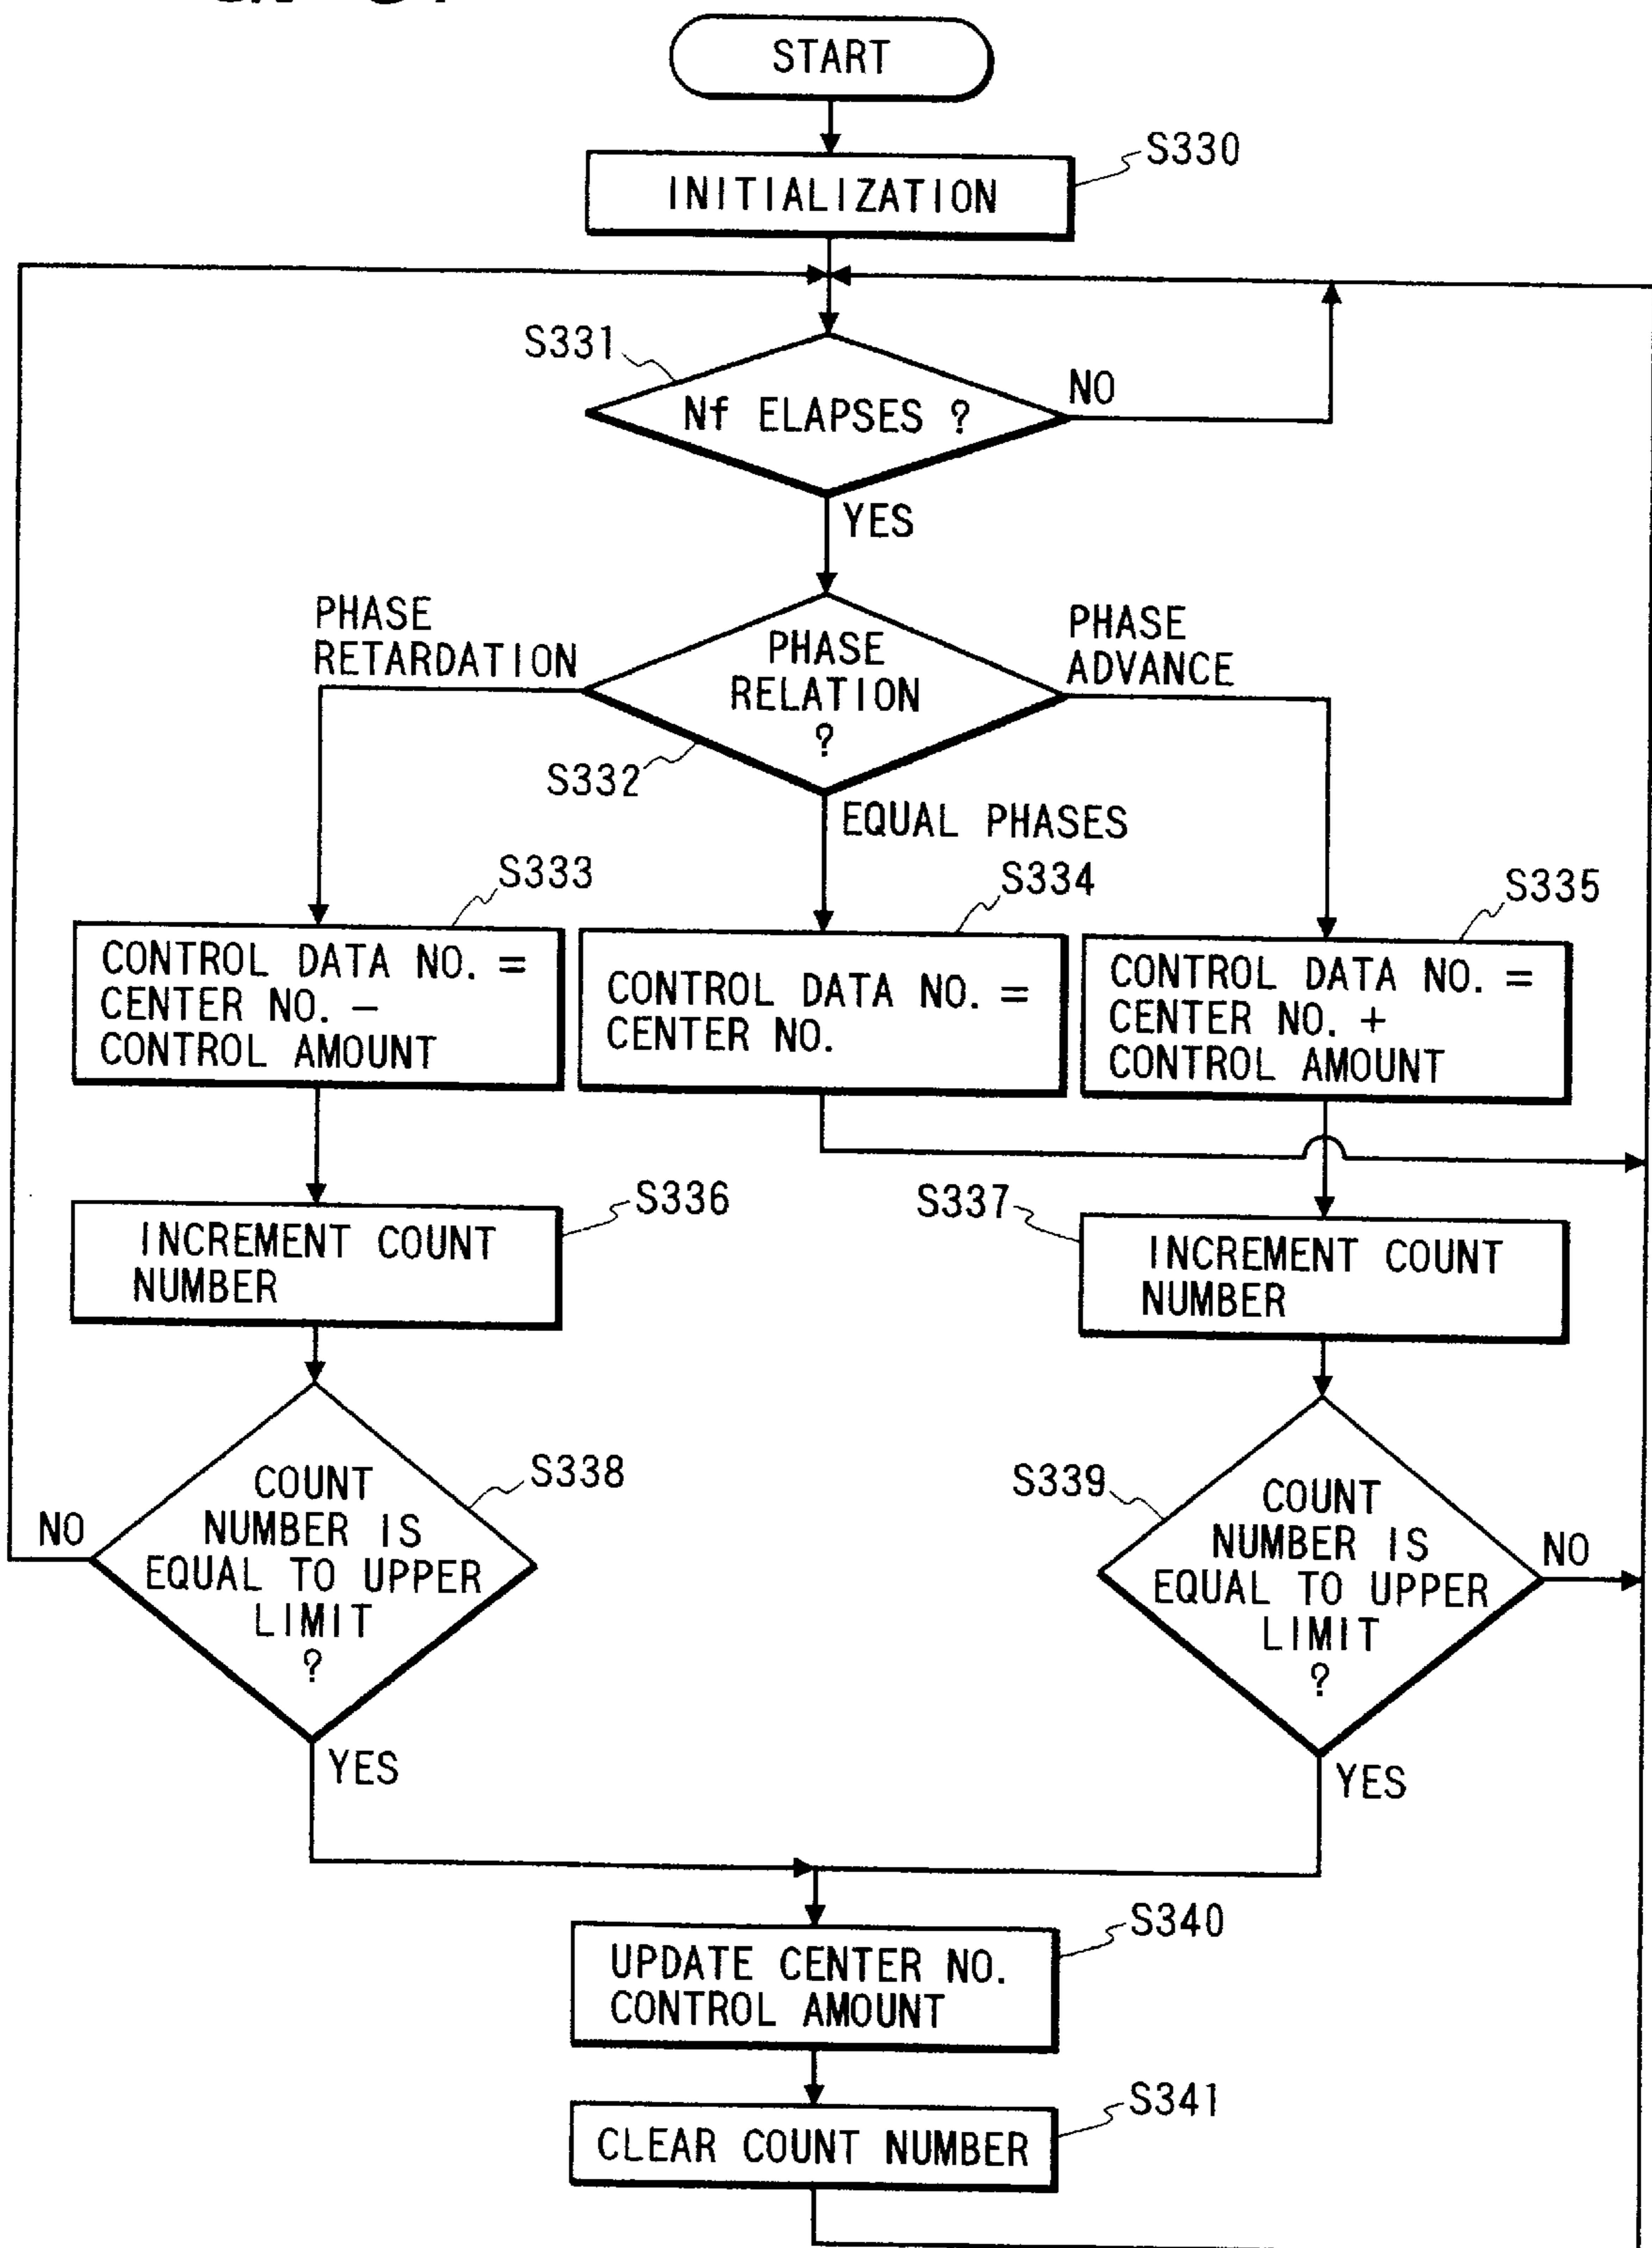 START
S330
INITIALIZATION
S331
Nf ELAPSES ?
NO
YES
PHASE
RETARDATION
PHASE
RELATION
?
PHASE
ADVANCE
S332
EQUAL PHASES
S333
S334
S335
CONTROL DATA NO. =
CENTER NO. –
CONTROL AMOUNT
CONTROL DATA NO. =
CENTER NO.
CONTROL DATA NO. =
CENTER NO. +
CONTROL AMOUNT
S336
S337
INCREMENT COUNT
NUMBER
INCREMENT COUNT
NUMBER
S338
S339
NO
COUNT
NUMBER IS
EQUAL TO UPPER
LIMIT
?
COUNT
NUMBER IS
EQUAL TO UPPER
LIMIT
?
NO
YES
YES
S340
UPDATE CENTER NO.
CONTROL AMOUNT
S341
CLEAR COUNT NUMBER